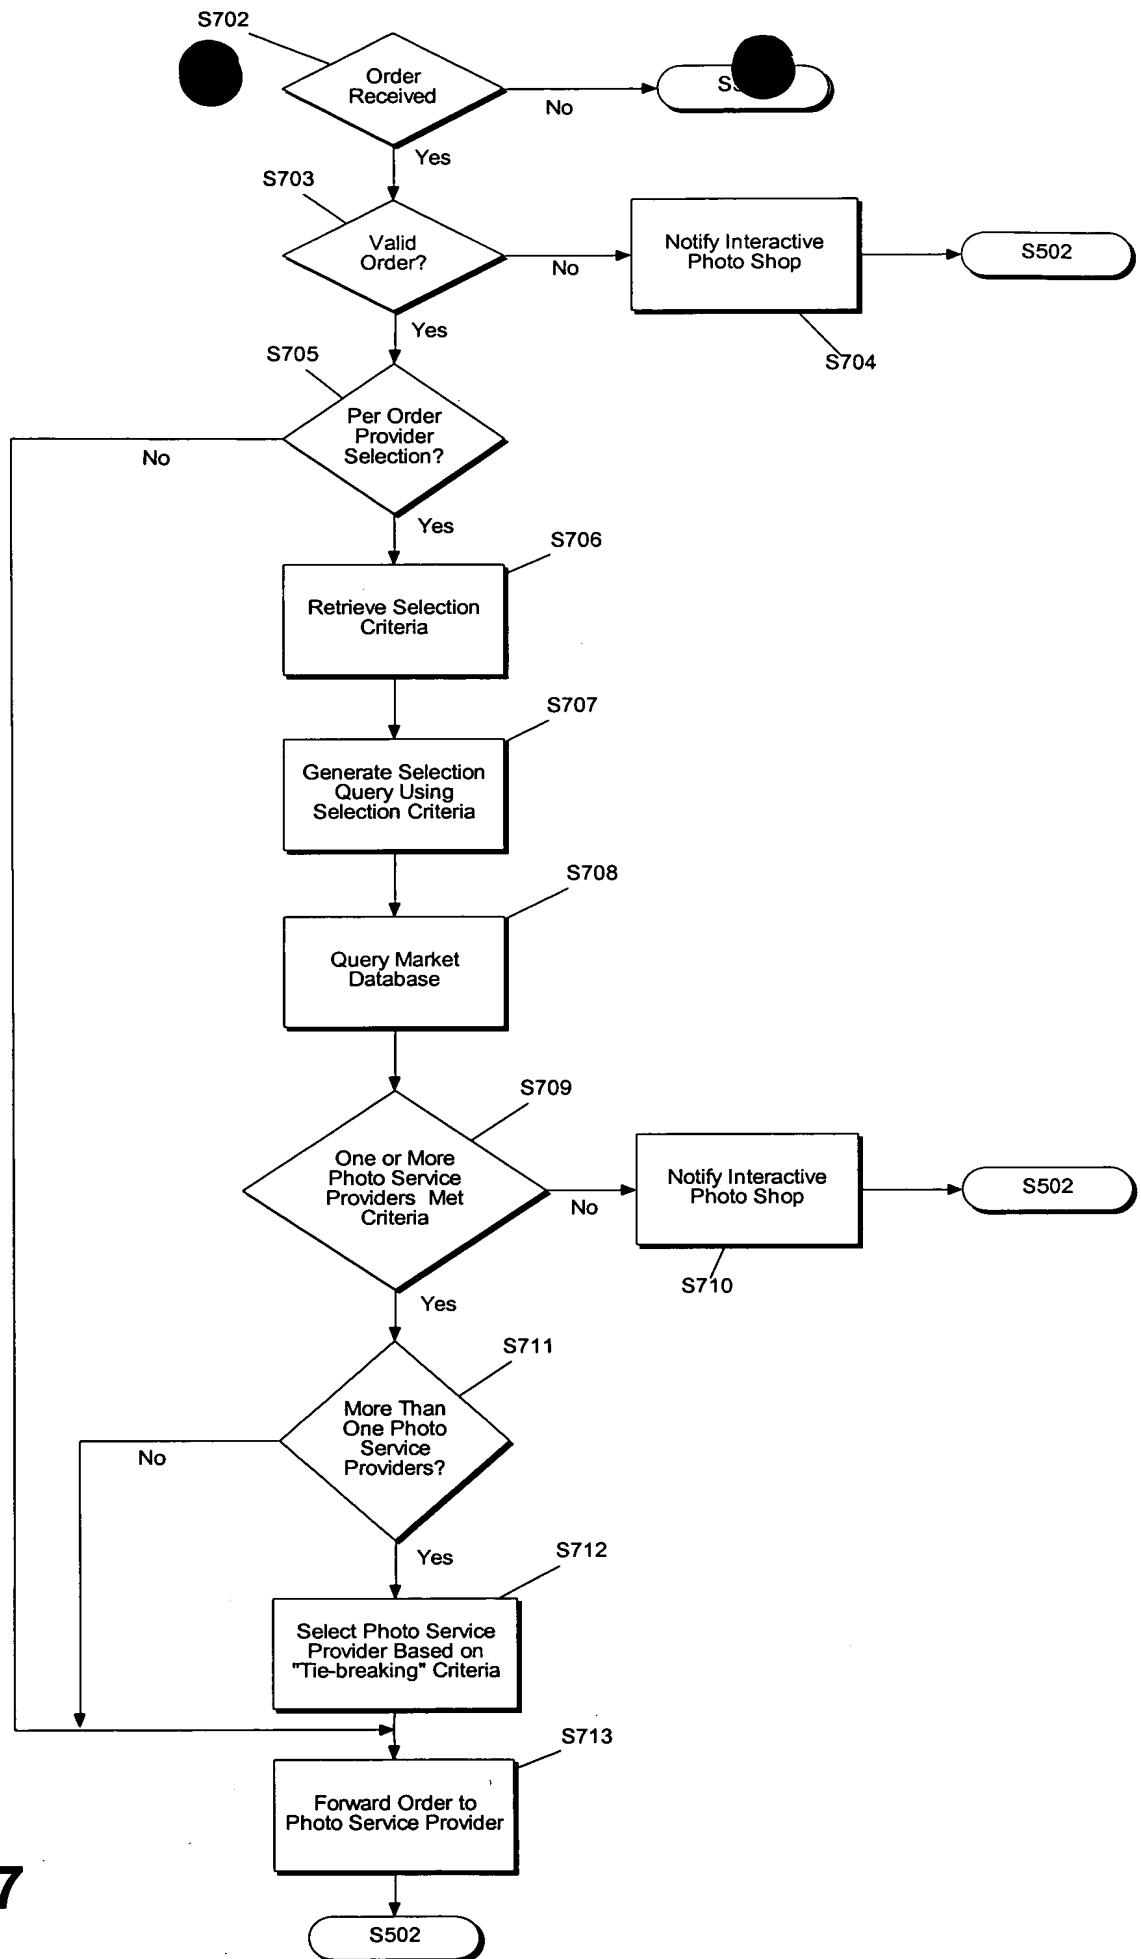 S702
Order
Received
No
Yes
S703
Valid
Order?
No
Notify Interactive
Photo Shop
S502
S704
Yes
S705
Per Order
Provider
Selection?
No
Yes
S706
Retrieve Selection
Criteria
S707
Generate Selection
Query Using
Selection Criteria
S708
Query Market
Database
S709
One or More
Photo Service
Providers Met
Criteria
No
Notify Interactive
Photo Shop
S502
S710
Yes
S711
More Than
One Photo
Service
Providers?
No
Yes
S712
Select Photo Service
Provider Based on
"Tie-breaking" Criteria
S713
Forward Order to
Photo Service Provider
7
S502